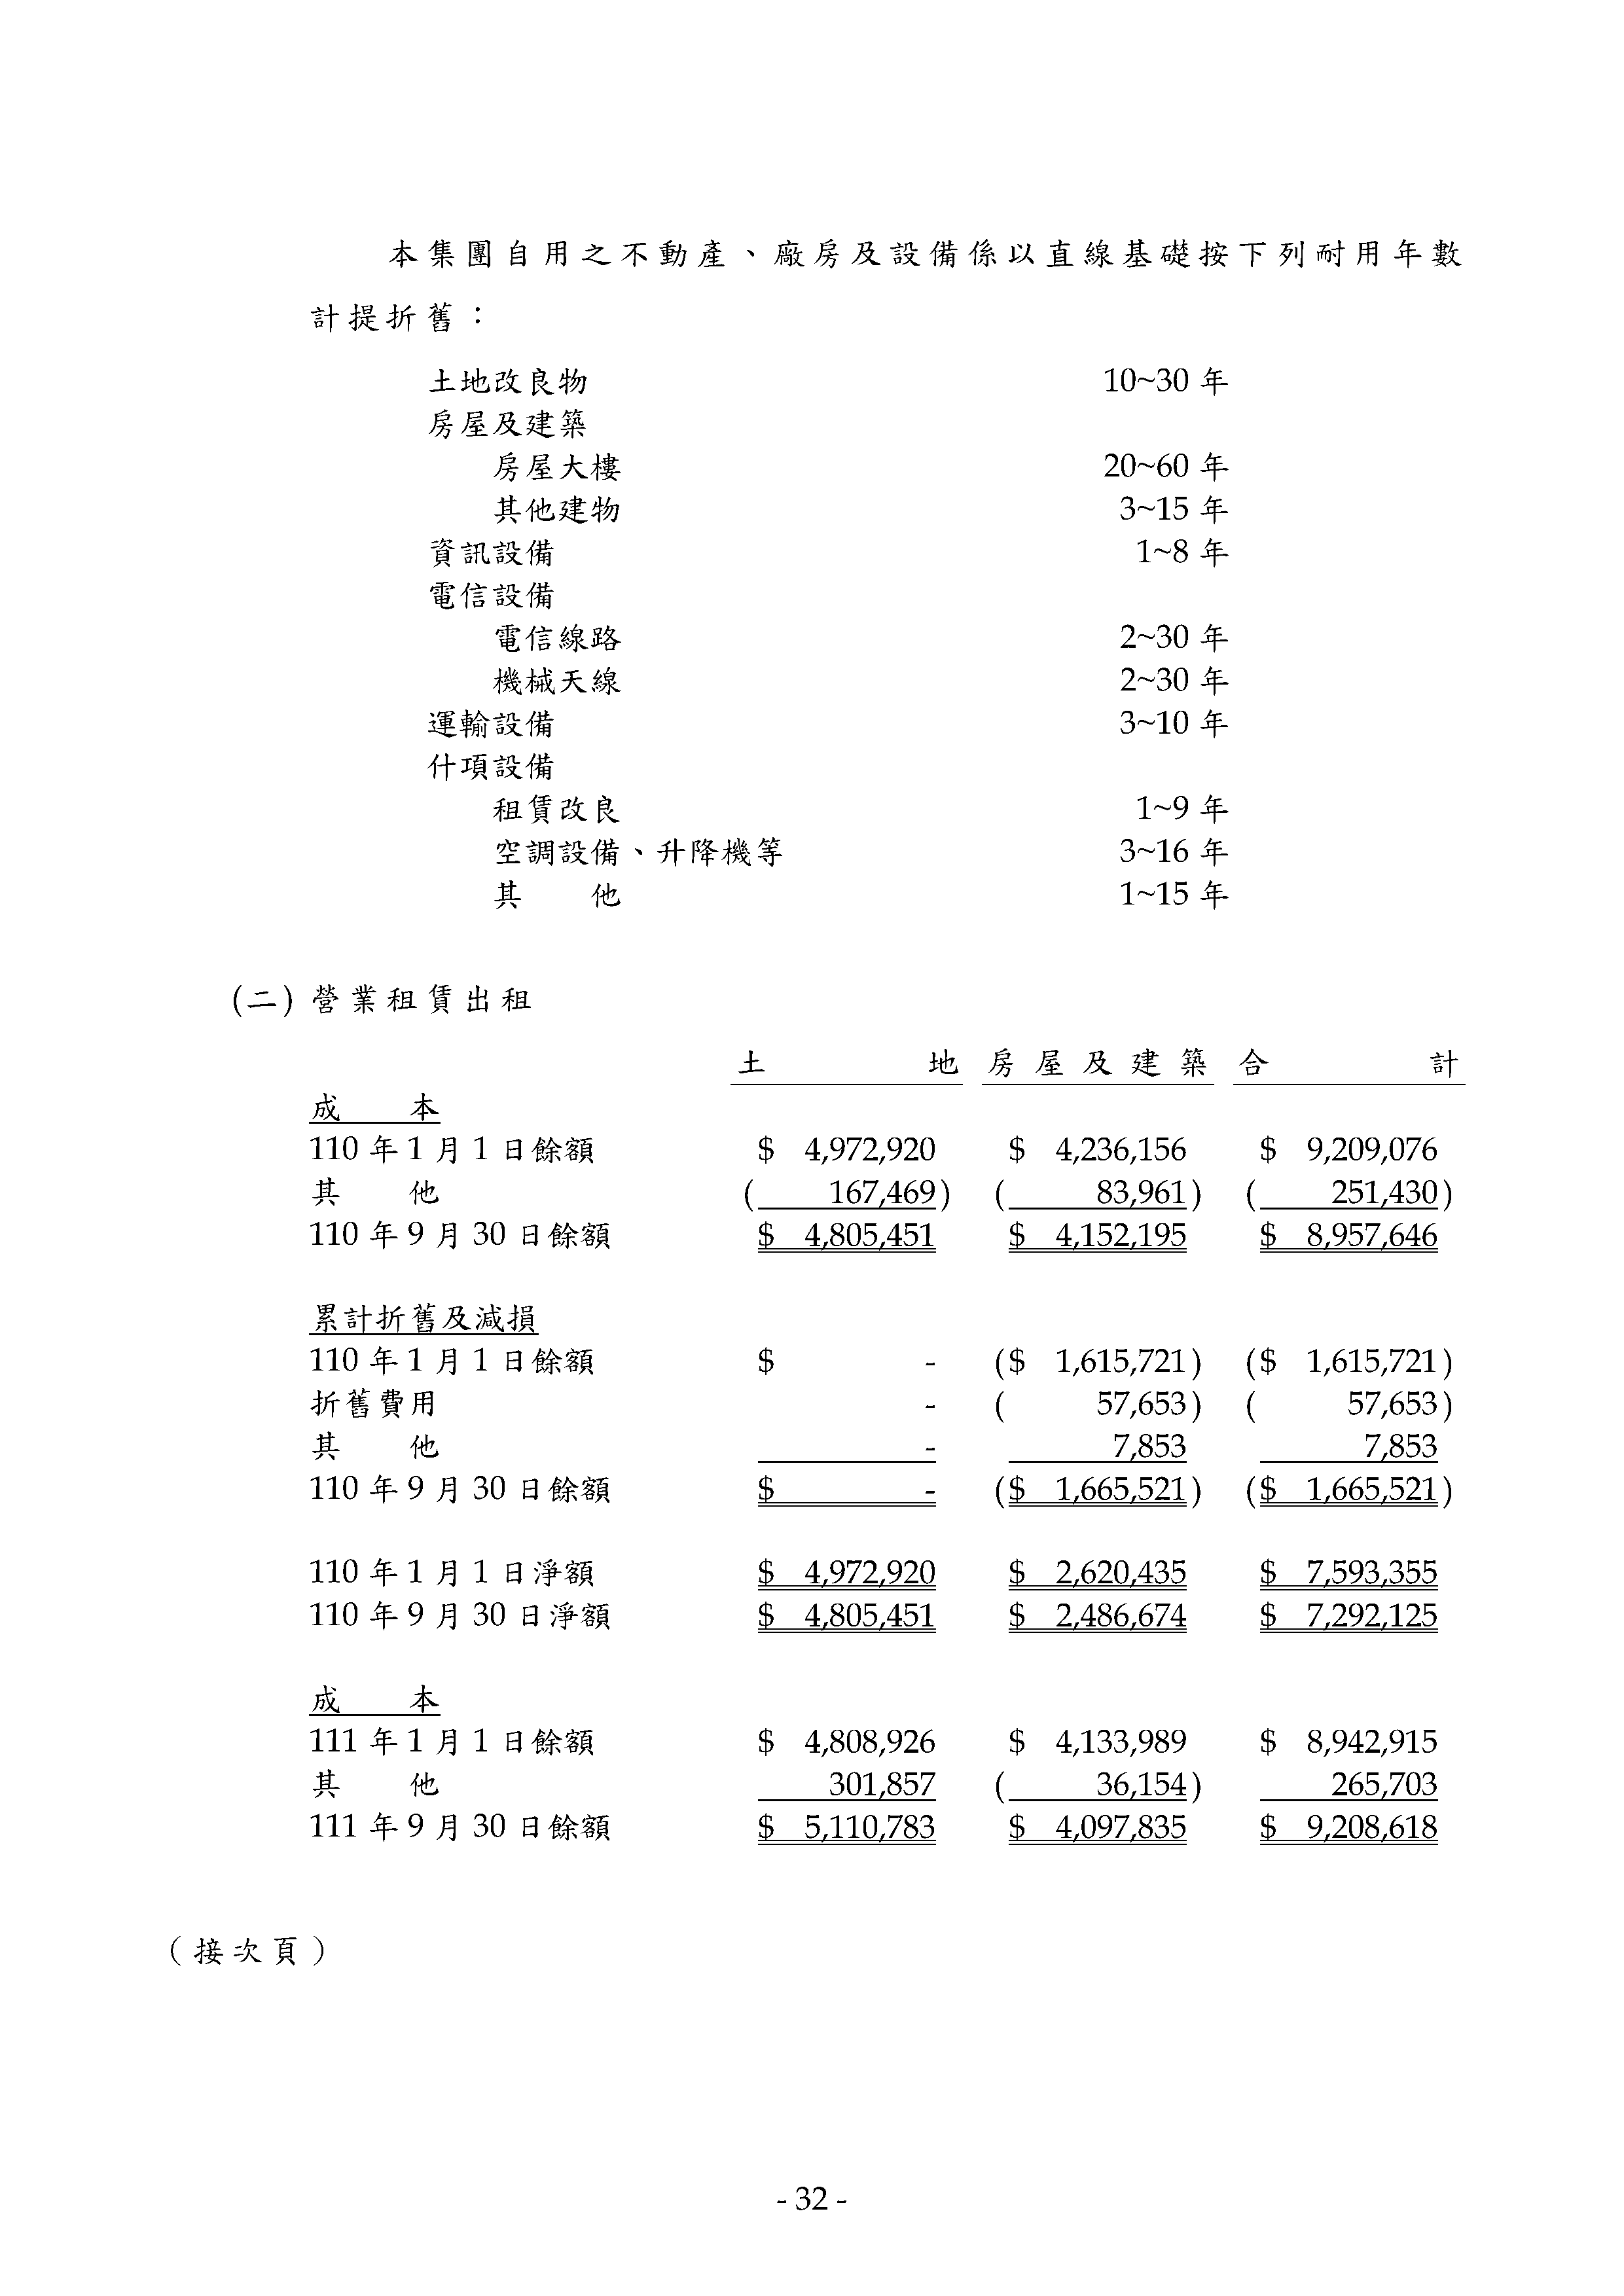 本集團自用之不動產、廠房及設備係以直線基礎按下列耐用年數
計提折舊：
土地改良物 10~30 年
房屋及建築
房屋大樓 20~60 年
其他建物 3~15 年
資訊設備 1~8 年
電信設備
電信線路 2~30 年
機械天線 2~30 年
運輸設備 3~10 年
什項設備
租賃改良 1~9 年
空調設備、升降機等 3~16 年
其　　他 1~15 年
(二) 營業租賃出租
土　　　　地 房屋及建築 合　　　　計
成　　本
110 年 1 月 1 日餘額 $ 4,972,920 $ 4,236,156 $ 9,209,076
其　　他 ( 167,469) ( 83,961) ( 251,430)
110 年 9 月 30 日餘額 $ 4,805,451 $ 4,152,195 $ 8,957,646
累計折舊及減損
110 年 1 月 1 日餘額 $ - ($ 1,615,721) ($ 1,615,721)
折舊費用 - ( 57,653) ( 57,653)
其　　他 - 7,853 7,853
110 年 9 月 30 日餘額 $ - ($ 1,665,521) ($ 1,665,521)
110 年 1 月 1 日淨額 $ 4,972,920 $ 2,620,435 $ 7,593,355
110 年 9 月 30 日淨額 $ 4,805,451 $ 2,486,674 $ 7,292,125
成　　本
111 年 1 月 1 日餘額 $ 4,808,926 $ 4,133,989 $ 8,942,915
其　　他 301,857 ( 36,154) 265,703
111 年 9 月 30 日餘額 $ 5,110,783 $ 4,097,835 $ 9,208,618
（接次頁）
- 32 -